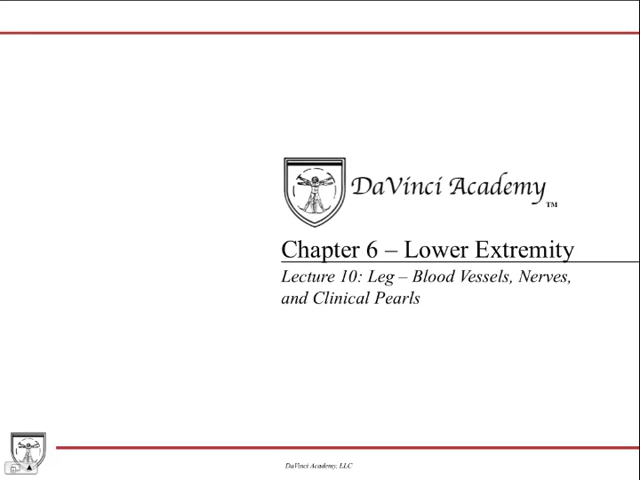 DaVinci Academy
TM
Chapter 6 – Lower Extremity
Lecture 10: Leg – Blood Vessels, Nerves,
and Clinical Pearls
DaVinci Academy, LLC